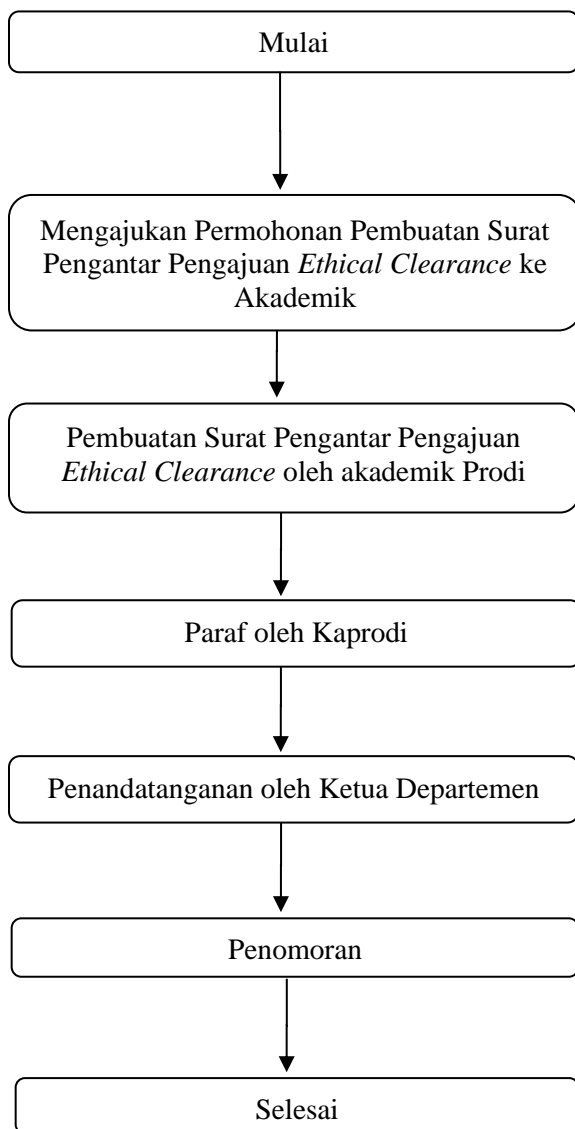 Mulai
Mengajukan Permohonan Pembuatan Surat
Pengantar Pengajuan Ethical Clearance ke
Akademik
Pembuatan Surat Pengantar Pengajuan
Ethical Clearance oleh akademik Prodi
Paraf oleh Kaprodi
Penandatanganan oleh Ketua Departemen
Penomoran
Selesai